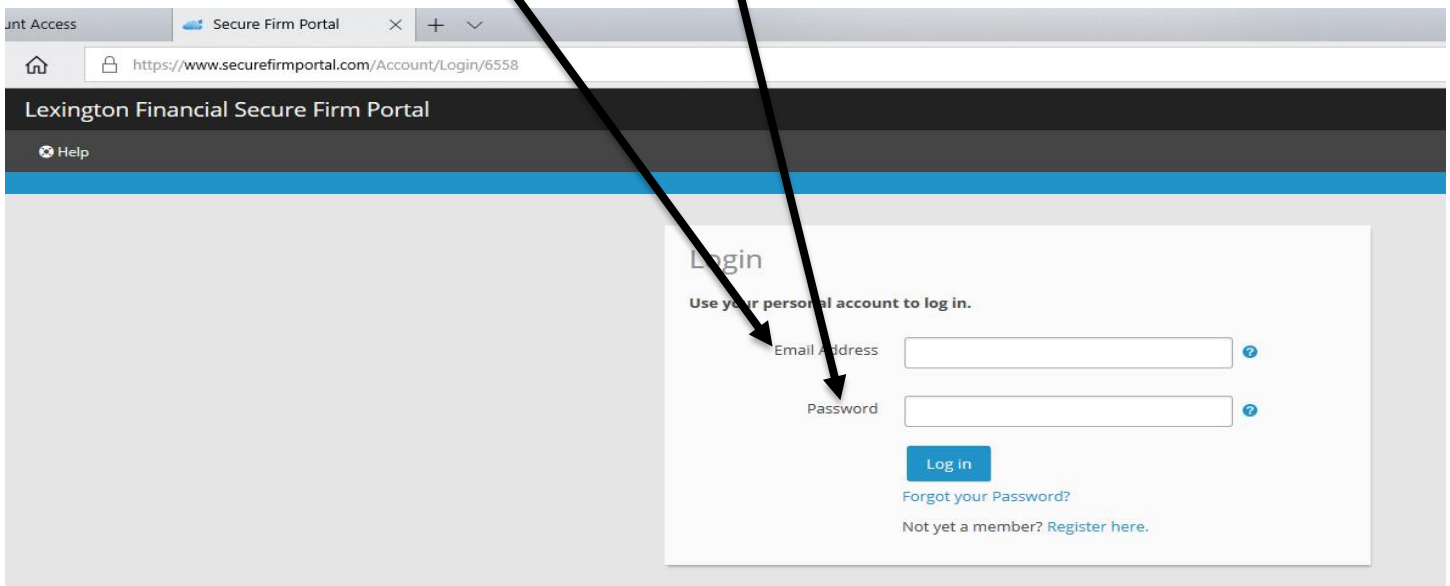 unt Access
Secure Firm Portal
https://www.securefirmportal.com/Account/Login/6558
Lexington Financial Secure Firm Portal
Help
Login
Use your personal account to log in.
Email Address
Password
Log in
Forgot your Password?
Not yet a member? Register here.